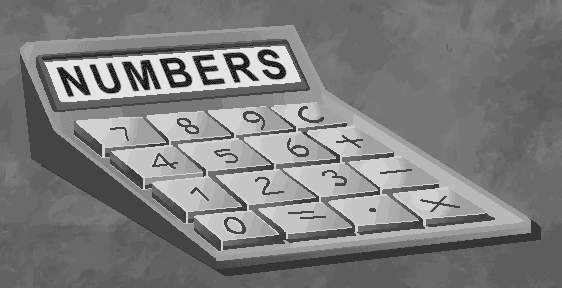 NUMBERS
7 8 9 C
4 5 6 +
1 2 3 —
0 = . X